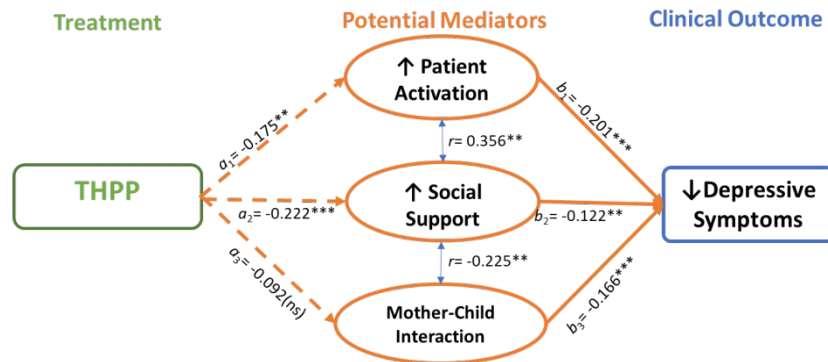 Treatment
Potential Mediators
Clinical Outcome
↑ Patient
Activation
a₁= -0.175**
b₁= -0.201***
r= 0.356**
THPP
↑ Social
Support
a₂= -0.222***
b₂= -0.122**
↓Depressive
Symptoms
r= -0.225**
a₃= -0.092(ns)
b₃= -0.166***
Mother-Child
Interaction